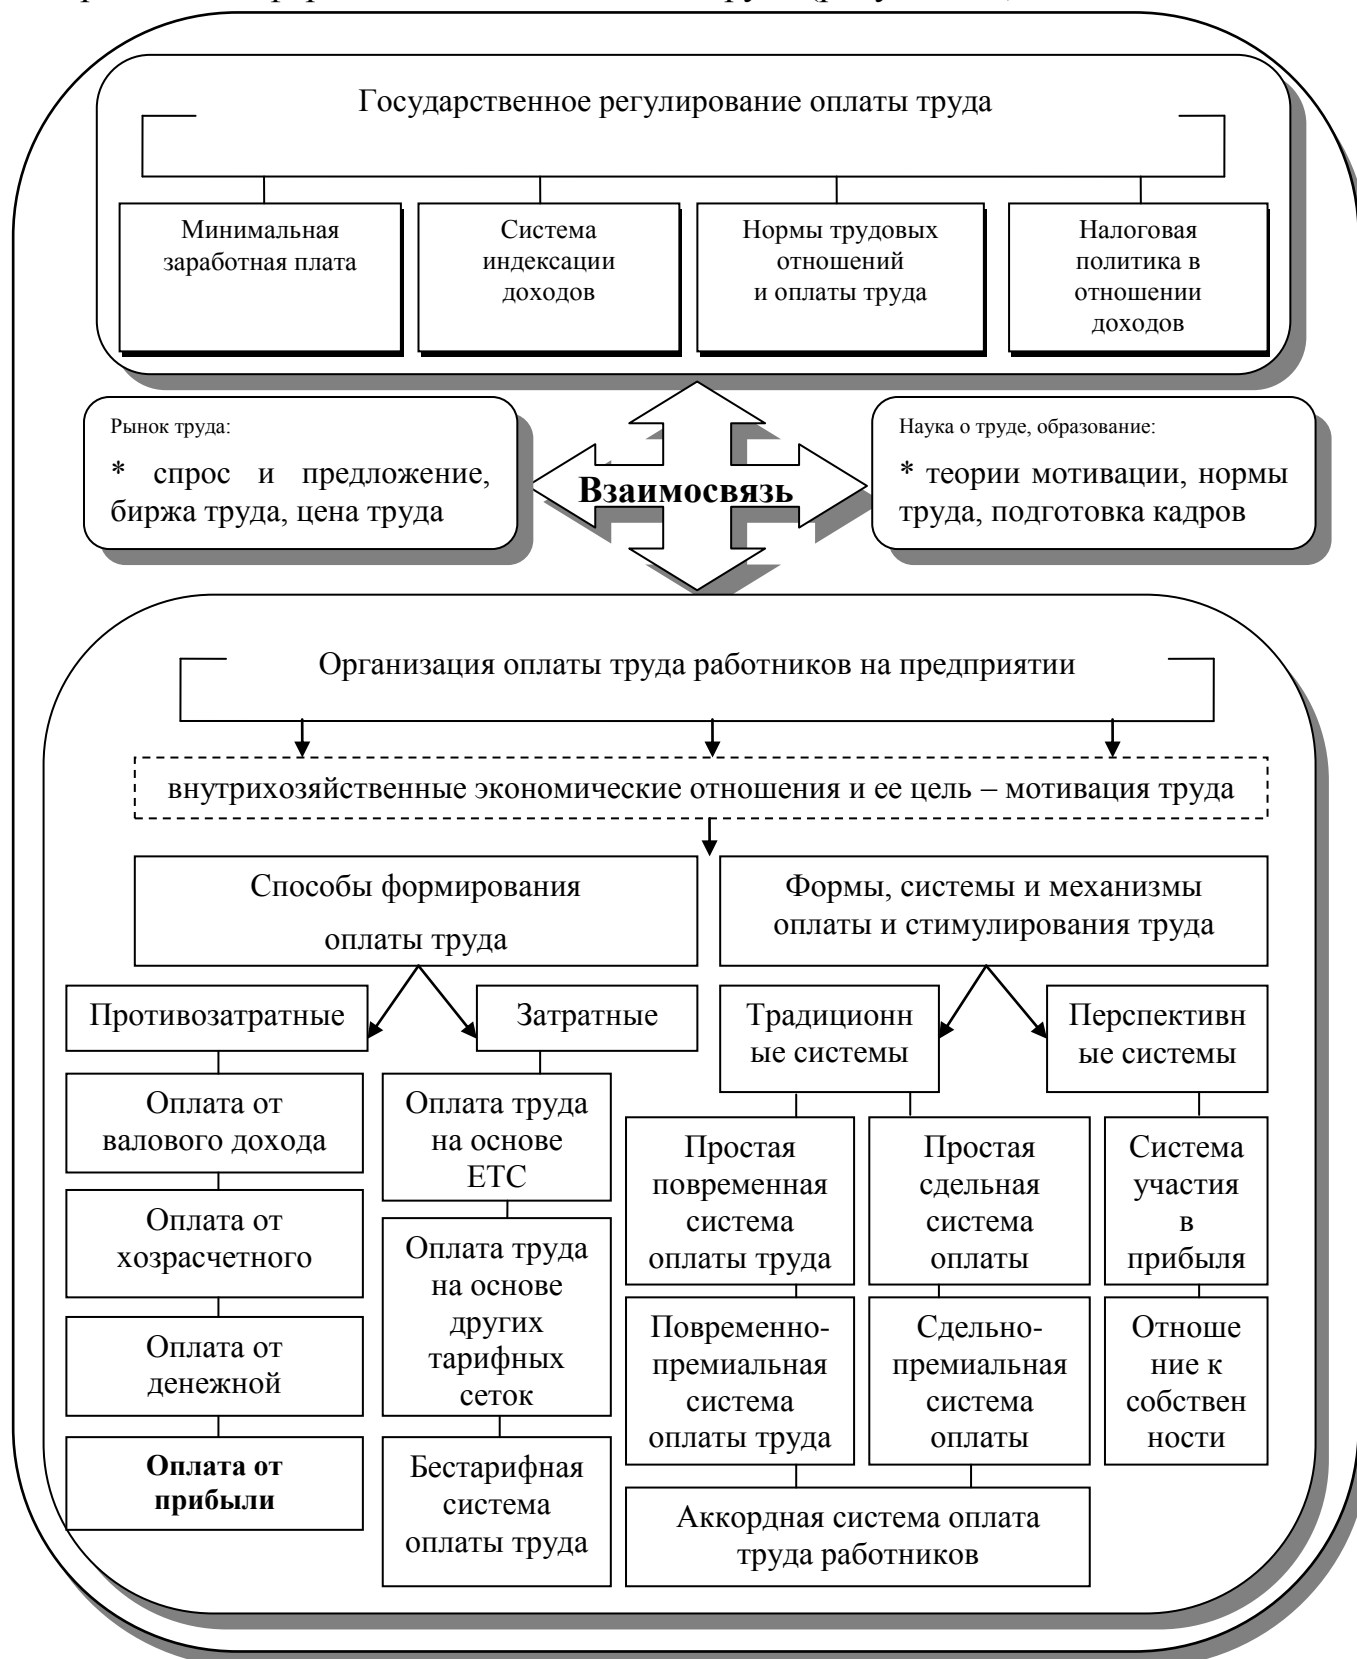 Государственное регулирование оплаты труда
Минимальная
заработная плата
Система
индексации
доходов
Нормы трудовых
отношений
и оплаты труда
Налоговая
политика в
отношении
доходов
Рынок труда:
* спрос и предложение,
биржа труда, цена труда
Взаимосвязь
Наука о труде, образование:
* теории мотивации, нормы
труда, подготовка кадров
Организация оплаты труда работников на предприятии
внутрихозяйственные экономические отношения и ее цель – мотивация труда
Способы формирования
оплаты труда
Формы, системы и механизмы
оплаты и стимулирования труда
Противозатратные
Затратные
Традиционн
ые системы
Перспективн
ые системы
Оплата от
валового дохода
Оплата от
хозрасчетного
Оплата от
денежной
Оплата от
прибыли
Оплата труда
на основе
ЕТС
Оплата труда
на основе
других
тарифных
сеток
Бестарифная
система
оплаты труда
Простая
повременная
система
оплаты труда
Повременно-
премиальная
система
оплаты труда
Простая
сдельная
система
оплаты
Сдельно-
премиальная
система
оплаты
Аккордная система оплата
труда работников
Система
участия
в
прибыля
Отноше
ние к
собствен
ности